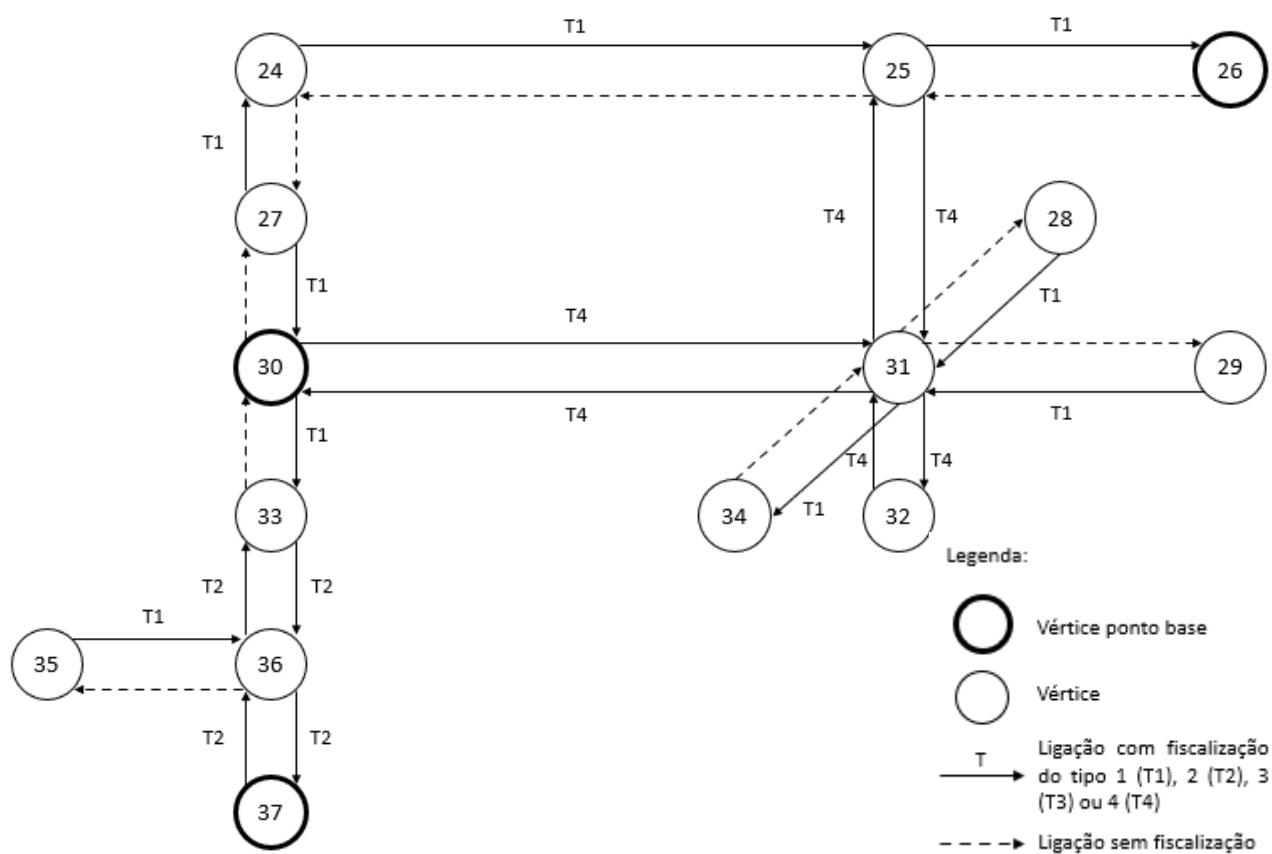 T1
T1
24
25
26
T1
27
T4
T4
28
T1
T1
T4
30
31
29
T4
T1
T1
T4
T4
33
34
T1
32
Legenda:
T2
T2
Vértice ponto base
T1
35
36
Vértice
T2
T2
T
Ligação com fiscalização
do tipo 1 (T1), 2 (T2), 3
(T3) ou 4 (T4)
37
Ligação sem fiscalização